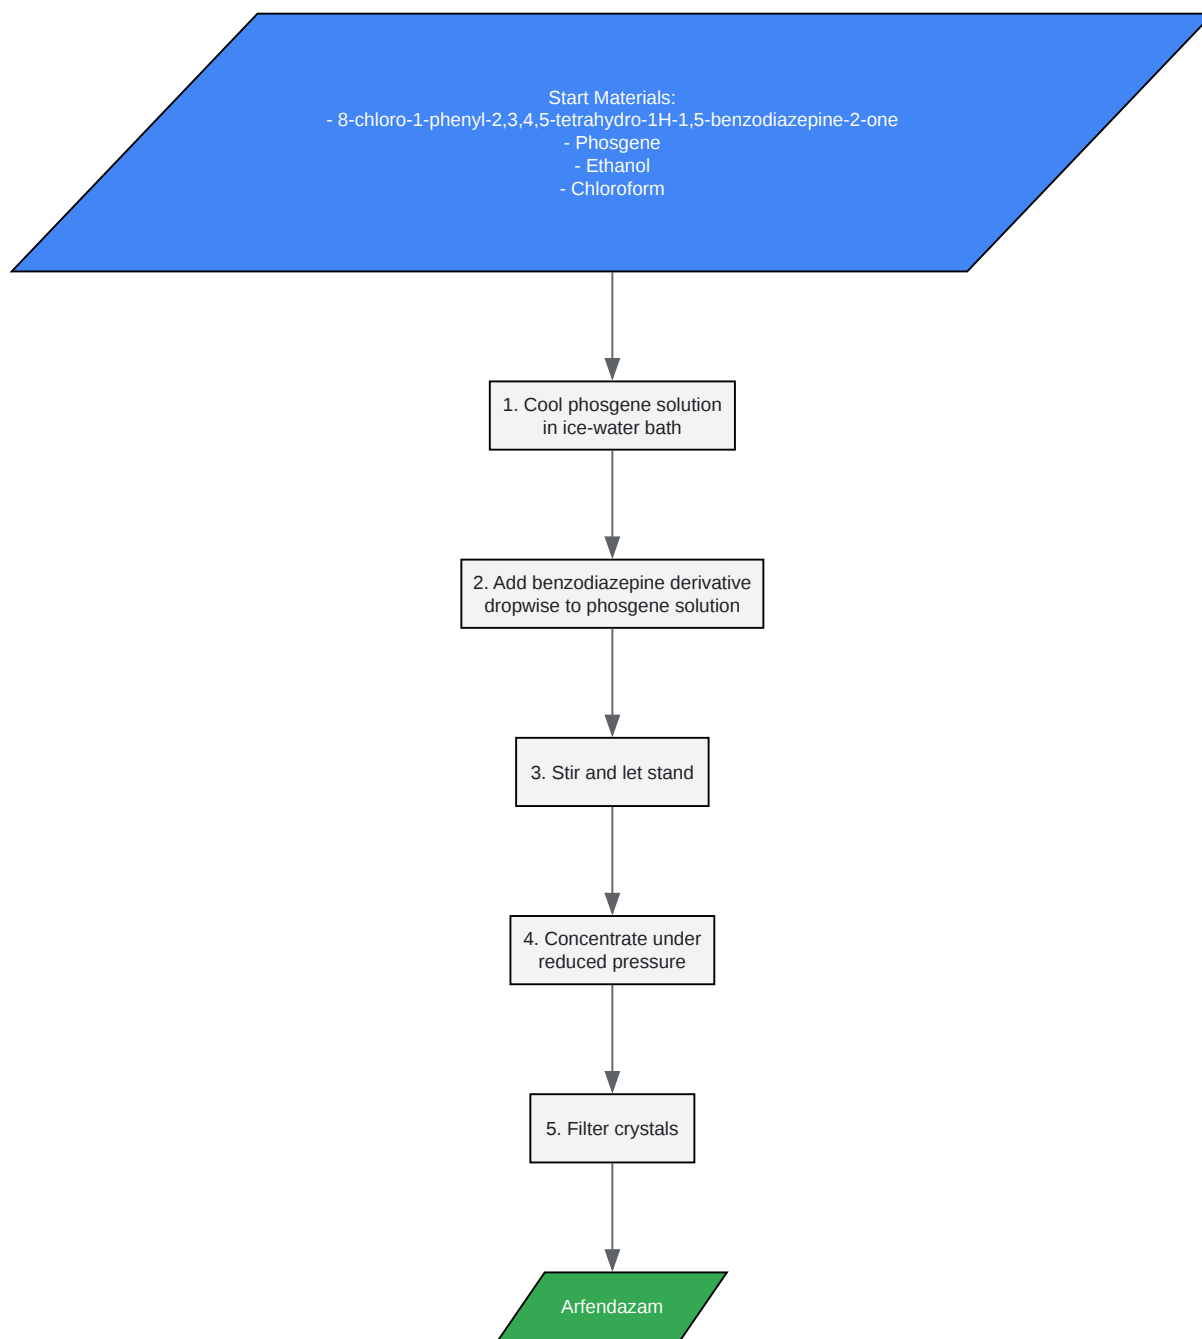 Start Materials:
- 8-chloro-1-phenyl-2,3,4,5-tetrahydro-1H-1,5-benzodiazepine-2-one
- Phosgene
- Ethanol
- Chloroform
1. Cool phosgene solution
in ice-water bath
2. Add benzodiazepine derivative
dropwise to phosgene solution
3. Stir and let stand
4. Concentrate under
reduced pressure
5. Filter crystals
Arfendazam